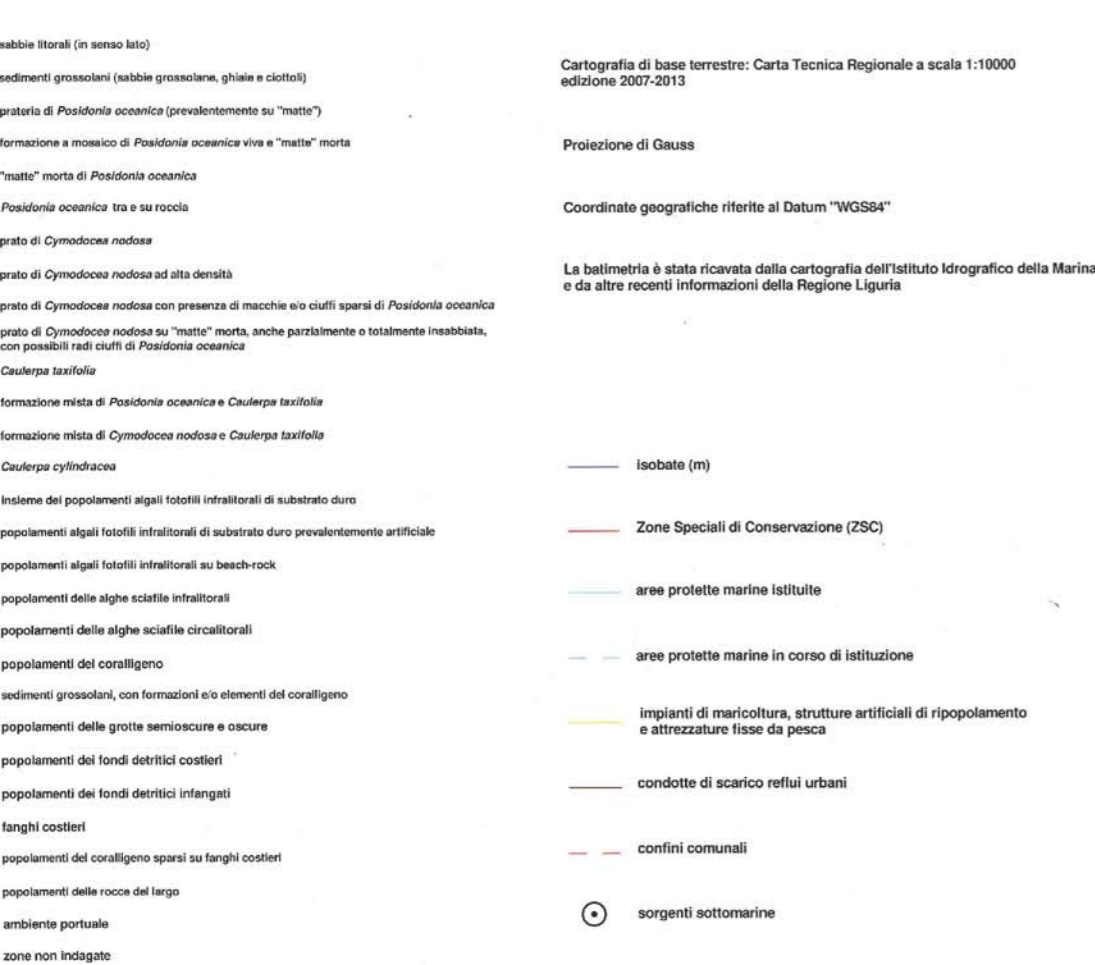 sabbie litorali (in senso lato)
sedimenti grossolani (sabbie grossolane, ghiaie e ciottoli)
prateria di Posidonia oceanica (prevalentemente su "matte")
formazione a mosaico di Posidonia oceanica viva e "matte" morta
"matte" morta di Posidonia oceanica
Posidonia oceanica tra e su roccia
prato di Cymodocea nodosa
prato di Cymodocea nodosa ad alta densità
prato di Cymodocea nodosa con presenza di macchie e/o ciuffi sparsi di Posidonia oceanica
prato di Cymodocea nodosa su "matte" morta, anche parzialmente o totalmente insabbiata,
con possibili radi ciuffi di Posidonia oceanica
Caulerpa taxifolia
formazione mista di Posidonia oceanica e Caulerpa taxifolia
formazione mista di Cymodocea nodosa e Caulerpa taxifolia
Caulerpa cylindracea
Insieme dei popolamenti algali fotofili infralitorali di substrato duro
popolamenti algali fotofili infralitorali di substrato duro prevalentemente artificiale
popolamenti algali fotofili infralitorali su beach-rock
popolamenti delle alghe sciafile infralitorali
popolamenti delle alghe sciafile circalitorali
popolamenti del coralligeno
sedimenti grossolani, con formazioni e/o elementi del coralligeno
popolamenti delle grotte semioscure e oscure
popolamenti dei fondi detritici costieri
popolamenti dei fondi detritici infangati
fanghi costieri
popolamenti del coralligeno sparsi su fanghi costieri
popolamenti delle rocce del largo
ambiente portuale
zone non indagate
Cartografia di base terrestre: Carta Tecnica Regionale a scala 1:10000
edizione 2007-2013
Proiezione di Gauss
Coordinate geografiche riferite al Datum "WGS84"
La batimetria è stata ricavata dalla cartografia dell'Istituto Idrografico della Marina
e da altre recenti informazioni della Regione Liguria
isobate (m)
Zone Speciali di Conservazione (ZSC)
aree protette marine istituite
aree protette marine in corso di istituzione
impianti di maricoltura, strutture artificiali di ripopolamento
e attrezzature fisse da pesca
condotte di scarico reflui urbani
confini comunali
sorgenti sottomarine